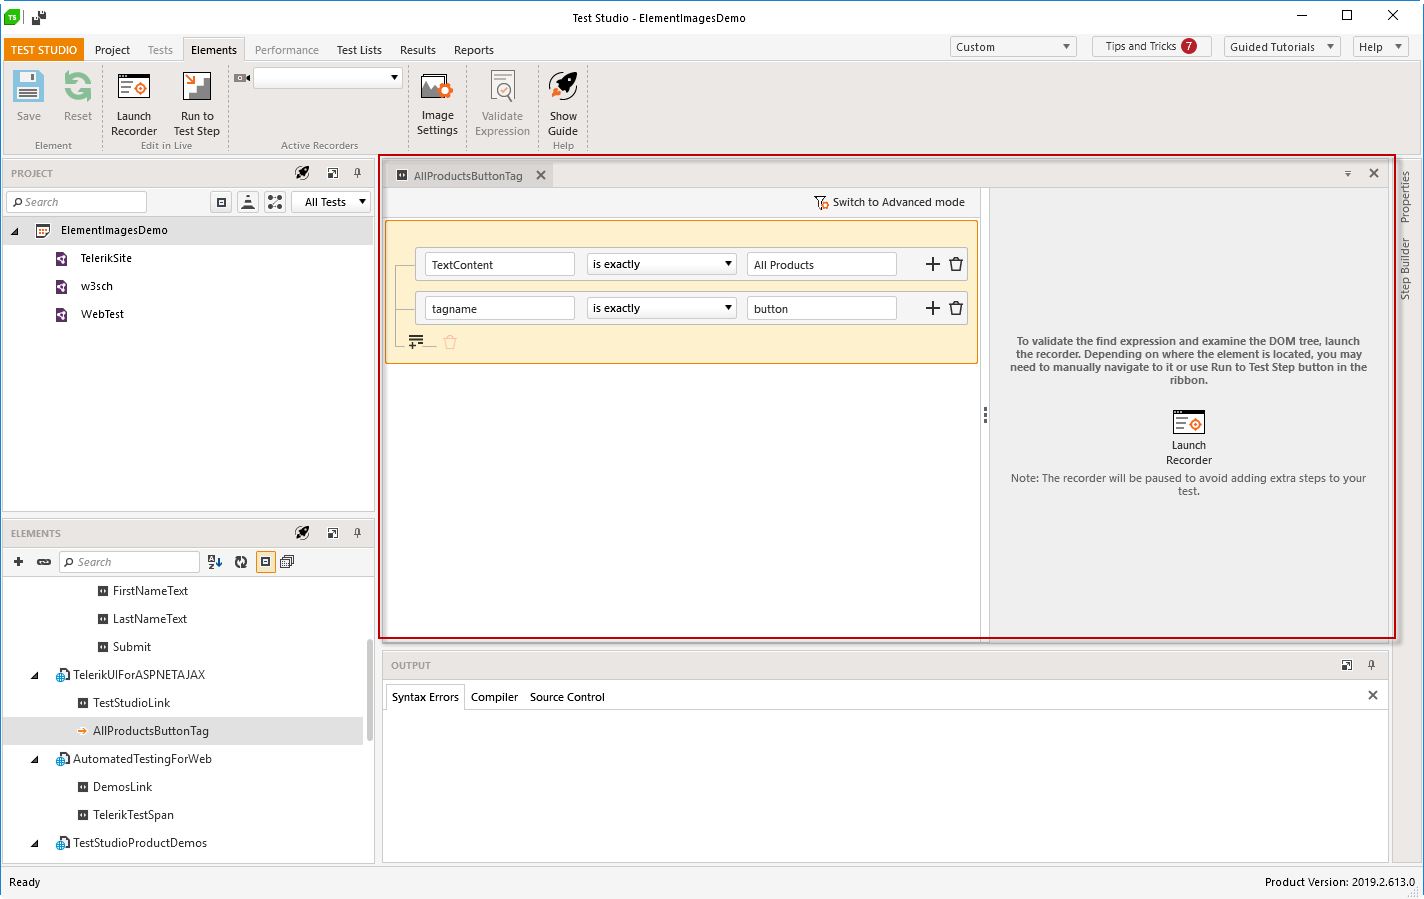 TS
Test Studio - ElementImagesDemo
TEST STUDIO Project Tests Elements Performance Test Lists Results Reports
Custom Tips and Tricks 7 Guided Tutorials Help
Save Reset Launch Recorder Run to Test Step Image Settings Validate Expression Show Guide
Element Edit in Live Active Recorders Help
PROJECT
Search All Tests
ElementImagesDemo
TelerikSite
w3sch
WebTest
ELEMENTS
Search
FirstNameText
LastNameText
Submit
TelerikUIForASPNETAJAX
TestStudioLink
AllProductsButtonTag
AutomatedTestingForWeb
DemosLink
TelerikTestSpan
TestStudioProductDemos
AllProductsButtonTag
Switch to Advanced mode
TextContent is exactly All Products
tagname is exactly button
To validate the find expression and examine the DOM tree, launch
the recorder. Depending on where the element is located, you may
need to manually navigate to it or use Run to Test Step button in the
ribbon.
Launch
Recorder
Note: The recorder will be paused to avoid adding extra steps to your
test.
Properties
Step Builder
OUTPUT
Syntax Errors Compiler Source Control
Ready
Product Version: 2019.2.613.0